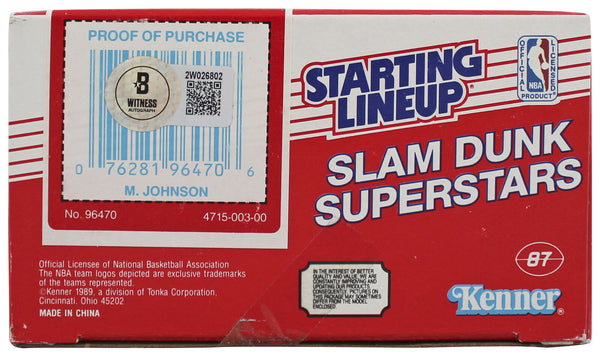 PROOF OF PURCHASE
B
WITNESS
AUTOGRAPH
2W026802
0 76281 96470 6
M. JOHNSON
No. 96470 4715-003-00
STARTING
LINEUP®
OFFICIAL LICENSED
NBA
PRODUCT
SLAM DUNK
SUPERSTARS
87
Official Licensee of National Basketball Association
The NBA team logos depicted are exclusive trademarks
of the teams represented.
©Kenner 1989, a division of Tonka Corporation,
Cincinnati, Ohio 45202
MADE IN CHINA
IN THE INTEREST OF BETTER
QUALITY AND VALUE, WE ARE
CONSTANTLY IMPROVING AND
UPDATING OUR PRODUCTS.
CONSEQUENTLY, PICTURES ON
THIS PACKAGE MAY SOMETIMES
DIFFER FROM THE MODEL
ENCLOSED
Kenner